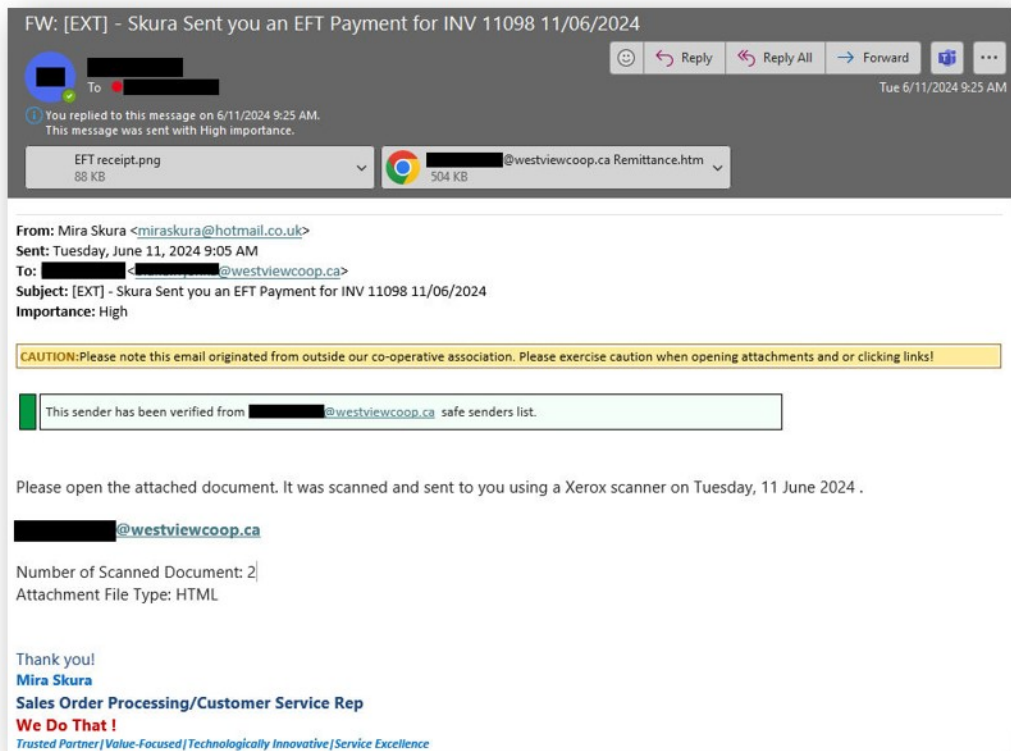 FW: [EXT] - Skura Sent you an EFT Payment for INV 11098 11/06/2024
Reply
Reply All
Forward
To
Tue 6/11/2024 9:25 AM
You replied to this message on 6/11/2024 9:25 AM.
This message was sent with High importance.
EFT receipt.png
88 KB
@westviewcoop.ca Remittance.htm
504 KB
From: Mira Skura <miraskura@hotmail.co.uk>
Sent: Tuesday, June 11, 2024 9:05 AM
To: < @westviewcoop.ca>
Subject: [EXT] - Skura Sent you an EFT Payment for INV 11098 11/06/2024
Importance: High
CAUTION:Please note this email originated from outside our co-operative association. Please exercise caution when opening attachments and or clicking links!
This sender has been verified from @westviewcoop.ca safe senders list.
Please open the attached document. It was scanned and sent to you using a Xerox scanner on Tuesday, 11 June 2024 .
@westviewcoop.ca
Number of Scanned Document: 2
Attachment File Type: HTML
Thank you!
Mira Skura
Sales Order Processing/Customer Service Rep
We Do That !
Trusted Partner|Value-Focused|Technologically Innovative|Service Excellence